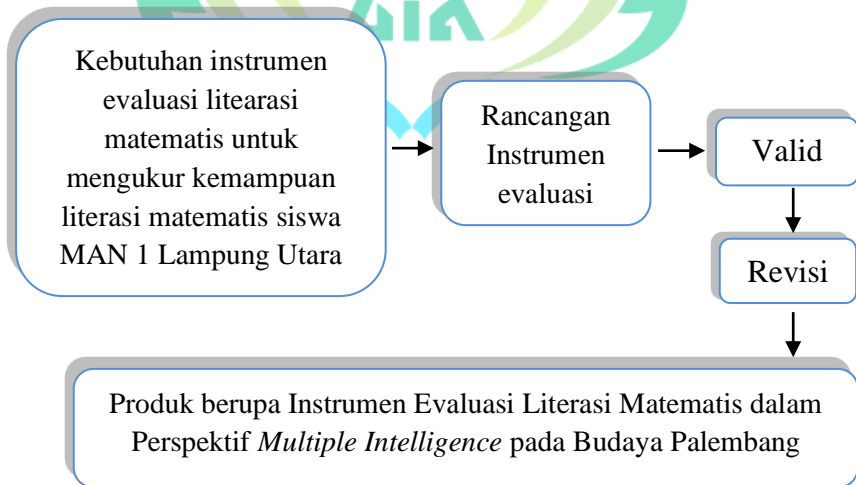 Kebutuhan instrumen
evaluasi litearasi
matematis untuk
mengukur kemampuan
literasi matematis siswa
MAN 1 Lampung Utara
Rancangan
Instrumen
evaluasi
Valid
Revisi
Produk berupa Instrumen Evaluasi Literasi Matematis dalam
Perspektif Multiple Intelligence pada Budaya Palembang